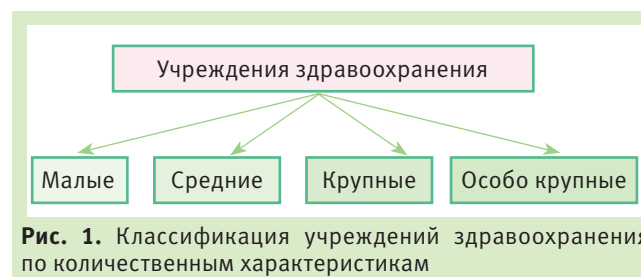 Учреждения здравоохранения
Малые Средние Крупные Особо крупные
Рис. 1. Классификация учреждений здравоохранения
по количественным характеристикам